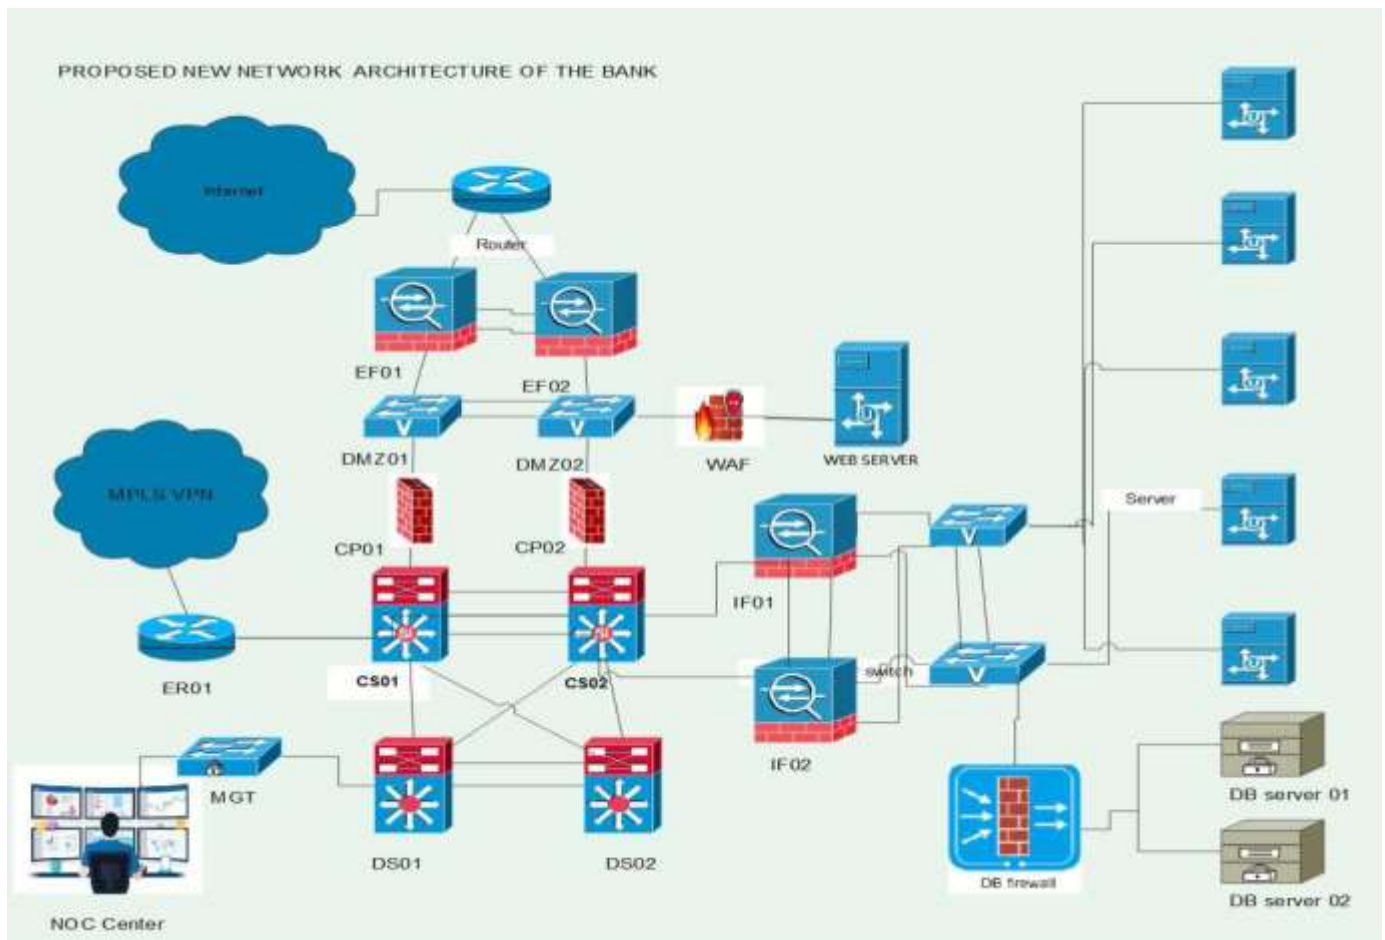 PROPOSED NEW NETWORK ARCHITECTURE OF THE BANK
Internet
Router
EF01
EF02
DMZ01
DMZ02
WAF
WEB SERVER
MPLS VPN
CP01
CP02
Server
IF01
ER01
CS01
CS02
switch
IF02
MGT
DS01
DS02
DB server 01
DB firewall
DB server 02
NOC Center